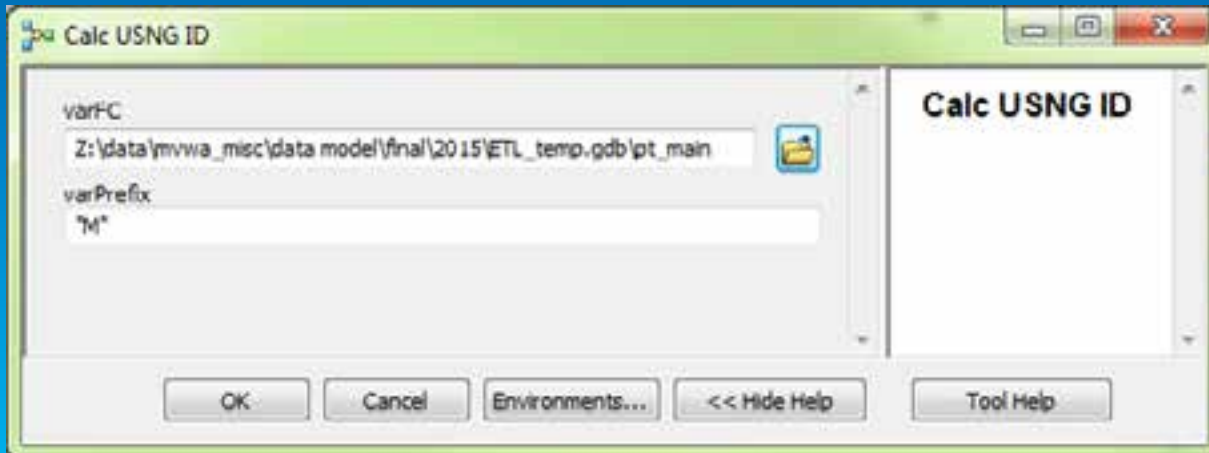 Calc USNG ID
varFC
Z:\data\mvwa_misc\data model\final\2015\ETL_temp.gdb\pt_main
varPrefix
"M"
Calc USNG ID
OK
Cancel
Environments...
<< Hide Help
Tool Help